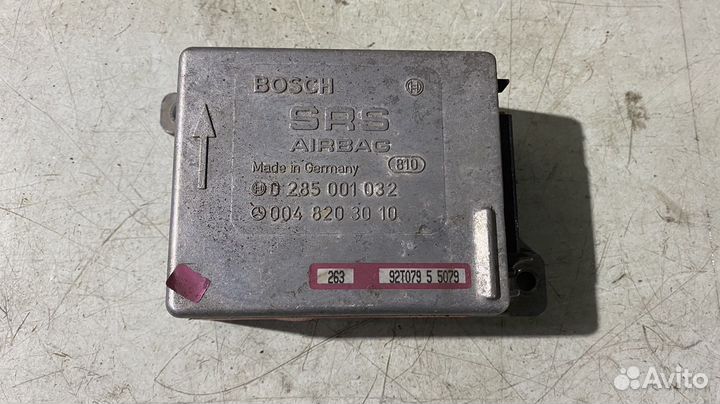 BOSCH
SRS
AIRBAG
Made in Germany 810
0 285 001 032
004 820 30 10
263 92T079 5 5079
Avito